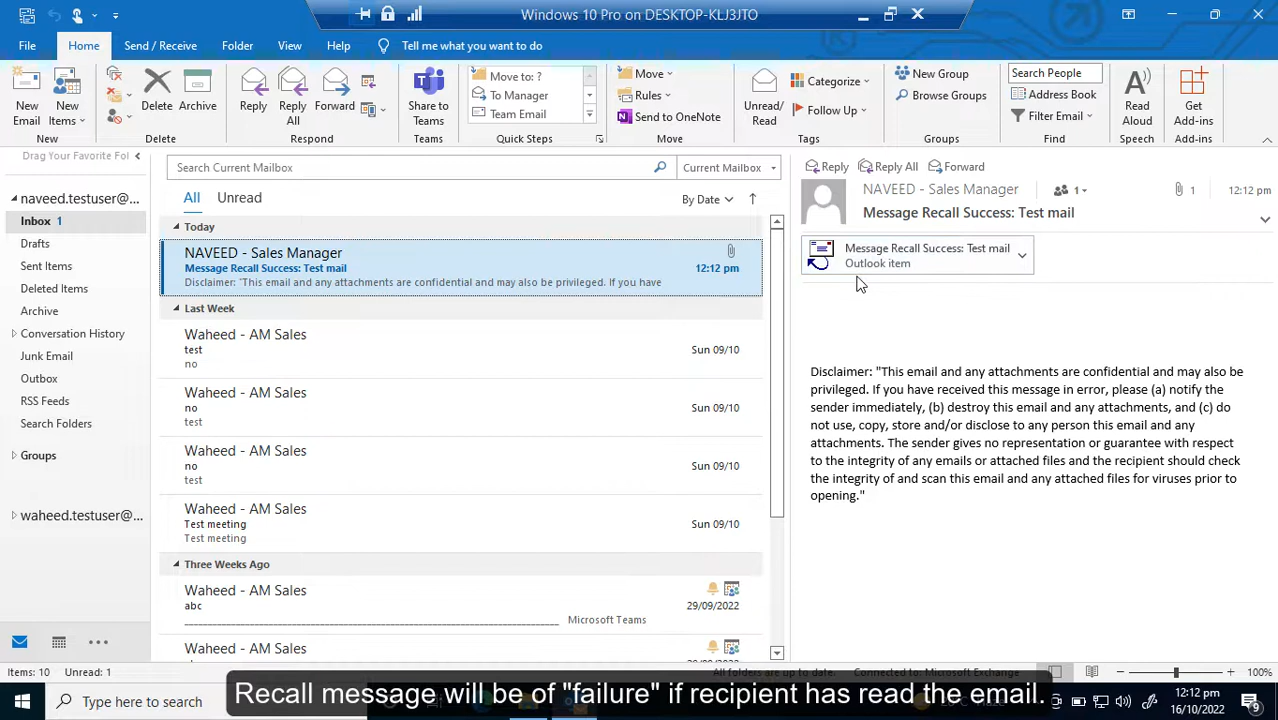 Windows 10 Pro on DESKTOP-KLJ3JTO
File Home Send / Receive Folder View Help Tell me what you want to do
New Email
New Items
New
Delete
Archive
Delete
Reply
Reply All
Forward
Respond
Share to Teams
Teams
Move to: ?
To Manager
Team Email
Quick Steps
Move
Rules
Send to OneNote
Move
Unread/ Read
Categorize
Follow Up
Tags
New Group
Browse Groups
Groups
Search People
Address Book
Filter Email
Find
Read Aloud
Speech
Get Add-ins
Add-ins
Drag Your Favorite Fol
naveed.testuser@...
Inbox 1
Drafts
Sent Items
Deleted Items
Archive
Conversation History
Junk Email
Outbox
RSS Feeds
Search Folders
Groups
waheed.testuser@...
Search Current Mailbox Current Mailbox
All Unread By Date
Today
NAVEED - Sales Manager
Message Recall Success: Test mail 12:12 pm
Disclaimer: "This email and any attachments are confidential and may also be privileged. If you have
Last Week
Waheed - AM Sales
test Sun 09/10
no
Waheed - AM Sales
no Sun 09/10
test
Waheed - AM Sales
no Sun 09/10
test
Waheed - AM Sales
Test meeting Sun 09/10
Test meeting
Three Weeks Ago
Waheed - AM Sales
abc 29/09/2022
Microsoft Teams
Waheed - AM Sales
Reply Reply All Forward
NAVEED - Sales Manager 1 1 12:12 pm
Message Recall Success: Test mail
Message Recall Success: Test mail
Outlook item
Disclaimer: "This email and any attachments are confidential and may also be
privileged. If you have received this message in error, please (a) notify the
sender immediately, (b) destroy this email and any attachments, and (c) do
not use, copy, store and/or disclose to any person this email and any
attachments. The sender gives no representation or guarantee with respect
to the integrity of any emails or attached files and the recipient should check
the integrity of and scan this email and any attached files for viruses prior to
opening."
Items: 10 Unread: 1 All folders are up to date. Connected to: Microsoft Exchange 100%
Recall message will be of "failure" if recipient has read the email.
Type here to search
12:12 pm
16/10/2022